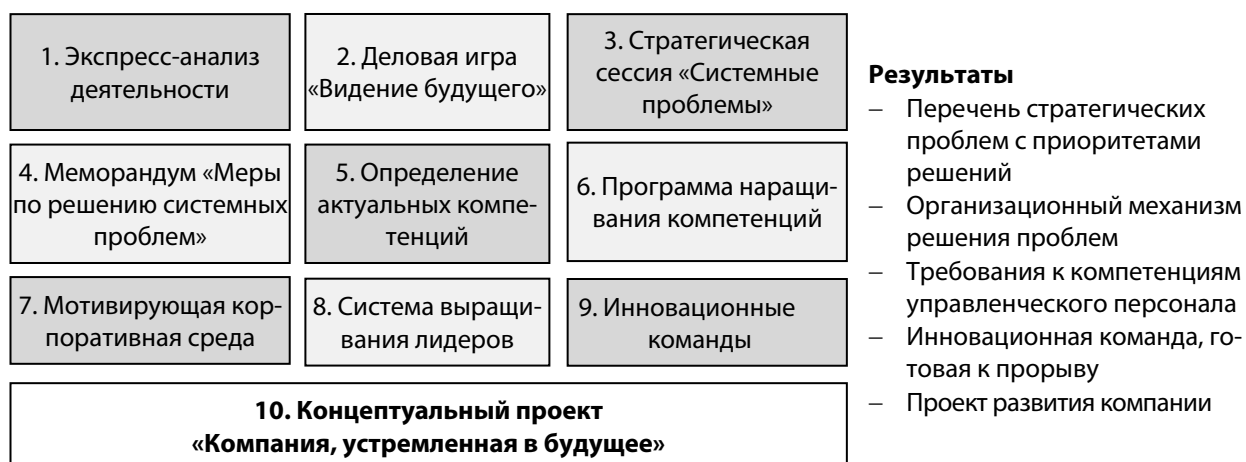 1. Экспресс-анализ
деятельности
2. Деловая игра
«Видение будущего»
3. Стратегическая
сессия «Системные
проблемы»
4. Меморандум «Меры
по решению системных
проблем»
5. Определение
актуальных компе-
тенций
6. Программа наращи-
вания компетенций
7. Мотивирующая кор-
поративная среда
8. Система выращи-
вания лидеров
9. Инновационные
команды
10. Концептуальный проект
«Компания, устремленная в будущее»
Результаты
– Перечень стратегических
проблем с приоритетами
решений
– Организационный механизм
решения проблем
– Требования к компетенциям
управленческого персонала
– Инновационная команда, го-
товая к прорыву
– Проект развития компании